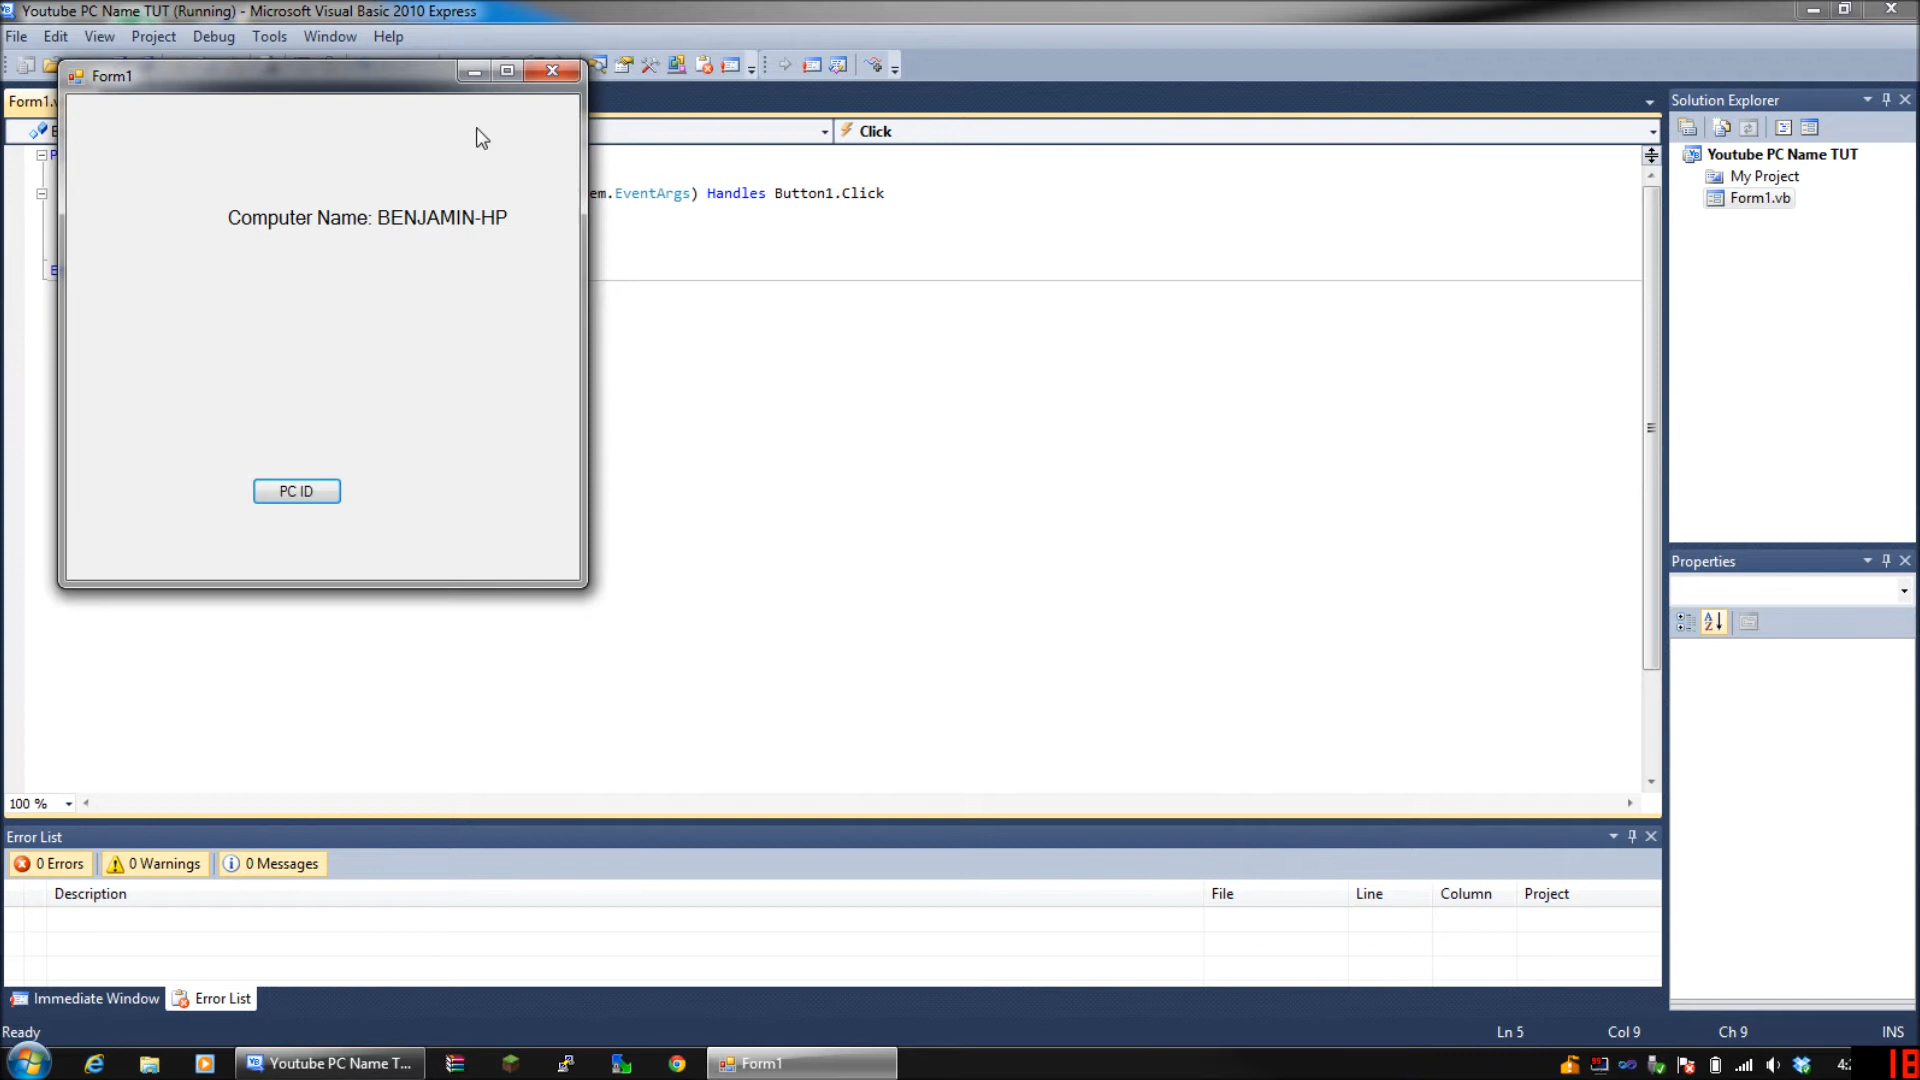 Youtube PC Name TUT (Running) - Microsoft Visual Basic 2010 Express
File Edit View Project Debug Tools Window Help
Form1
Form1.v
Click
Solution Explorer
em.EventArgs) Handles Button1.Click
Youtube PC Name TUT
My Project
Form1.vb
Computer Name: BENJAMIN-HP
PC ID
Properties
100 %
Error List
0 Errors 0 Warnings 0 Messages
Description File Line Column Project
Immediate Window Error List
Ready Ln 5 Col 9 Ch 9 INS
Youtube PC Name T... Form1 4:
18